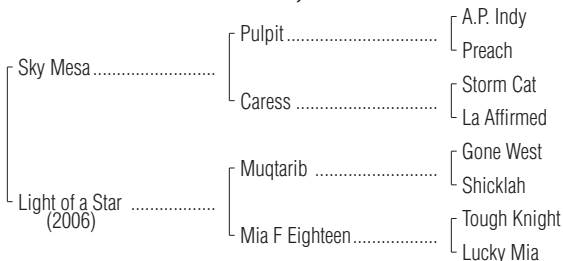 A.P. Indy
Pulpit
Preach
Sky Mesa
Storm Cat
Caress
La Affirmed
Gone West
Muqtarib
Shicklah
Light of a Star
(2006)
Tough Knight
Mia F Eighteen
Lucky Mia